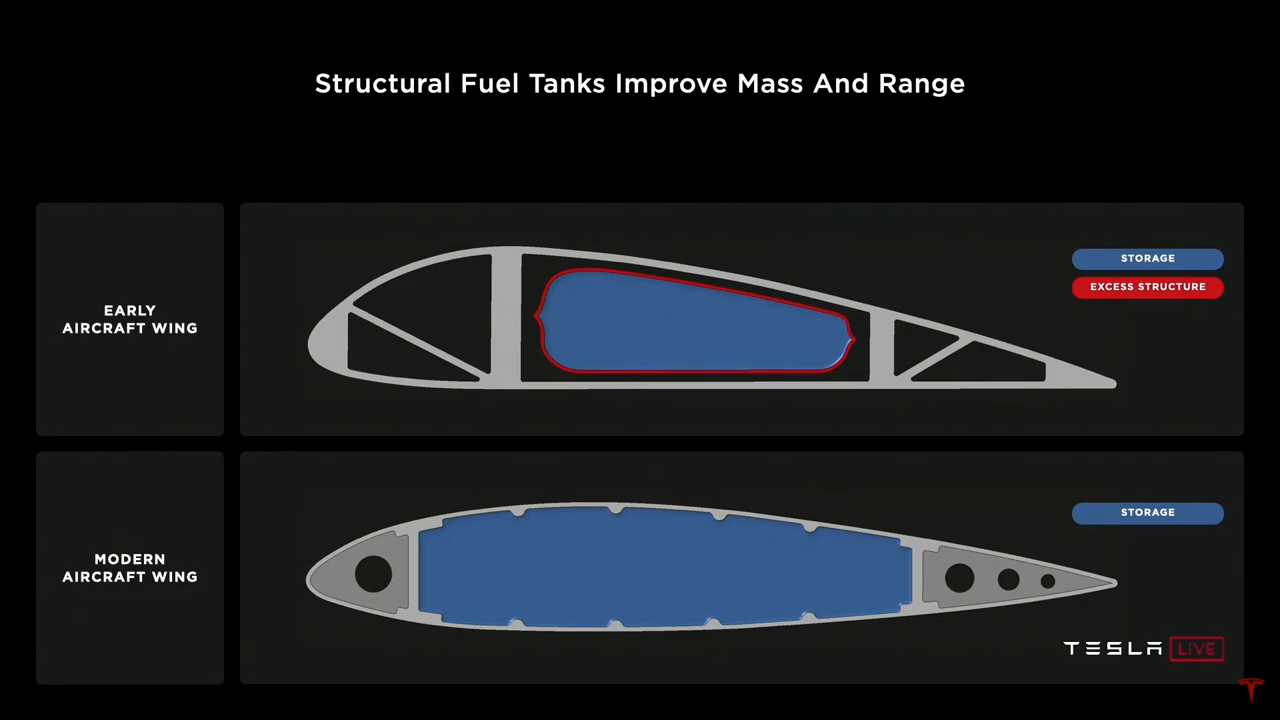 Structural Fuel Tanks Improve Mass And Range
EARLY
AIRCRAFT WING
STORAGE
EXCESS STRUCTURE
MODERN
AIRCRAFT WING
STORAGE
TESLA LIVE